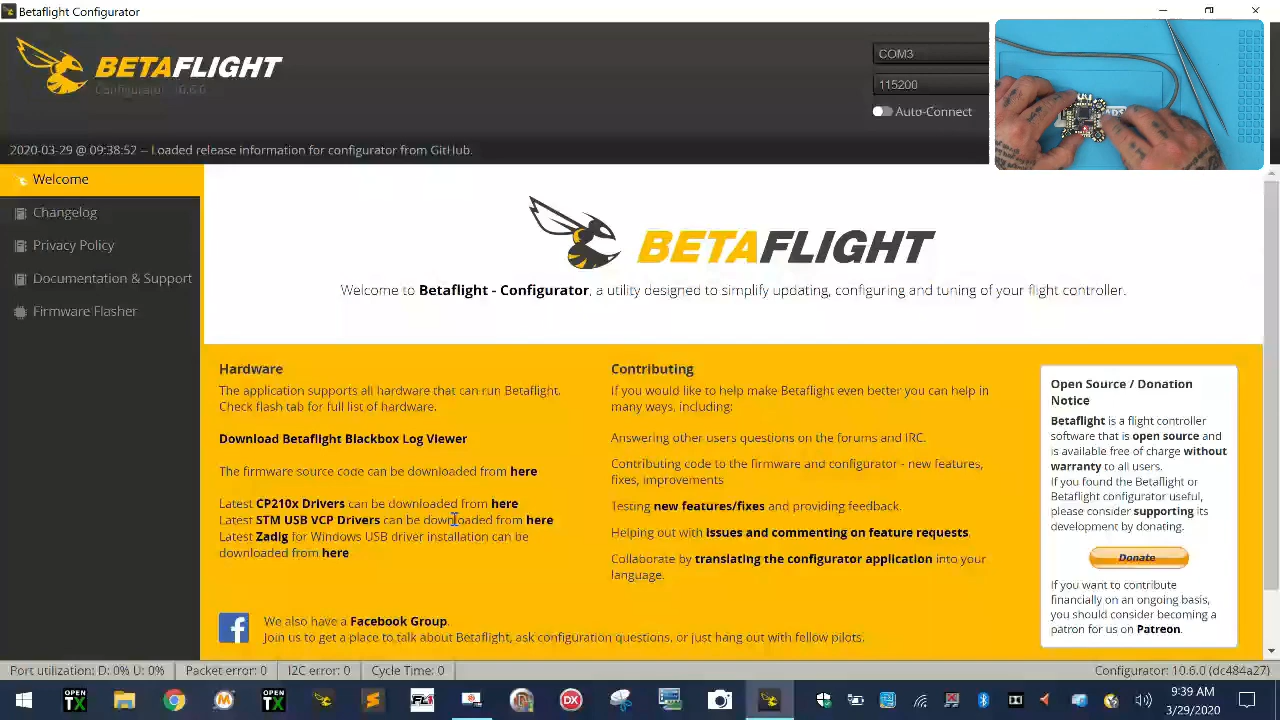 Betaflight Configurator
BETAFLIGHT
Configurator 10.6.0
COM3
115200
Auto-Connect
2020-03-29 @ 09:38:52 -- Loaded release information for configurator from GitHub.
Welcome
Changelog
Privacy Policy
Documentation & Support
Firmware Flasher
BETAFLIGHT
Welcome to Betaflight - Configurator, a utility designed to simplify updating, configuring and tuning of your flight controller.
Hardware
The application supports all hardware that can run Betaflight.
Check flash tab for full list of hardware.
Download Betaflight Blackbox Log Viewer
The firmware source code can be downloaded from here
Latest CP210x Drivers can be downloaded from here
Latest STM USB VCP Drivers can be downloaded from here
Latest Zadig for Windows USB driver installation can be
downloaded from here
Contributing
If you would like to help make Betaflight even better you can help in
many ways, including:
Answering other users questions on the forums and IRC.
Contributing code to the firmware and configurator - new features,
fixes, improvements
Testing new features/fixes and providing feedback.
Helping out with issues and commenting on feature requests.
Collaborate by translating the configurator application into your
language.
Open Source / Donation
Notice
Betaflight is a flight controller
software that is open source and
is available free of charge without
warranty to all users.
If you found the Betaflight or
Betaflight configurator useful,
please consider supporting its
development by donating.
Donate
If you want to contribute
financially on an ongoing basis,
you should consider becoming a
patron for us on Patreon.
We also have a Facebook Group.
Join us to get a place to talk about Betaflight, ask configuration questions, or just hang out with fellow pilots.
Port utilization: D: 0% U: 0%
Packet error: 0
I2C error: 0
Cycle Time: 0
Configurator: 10.6.0 (dc484a27)
OPEN
TX
OPEN
TX
DX
9:39 AM
3/29/2020